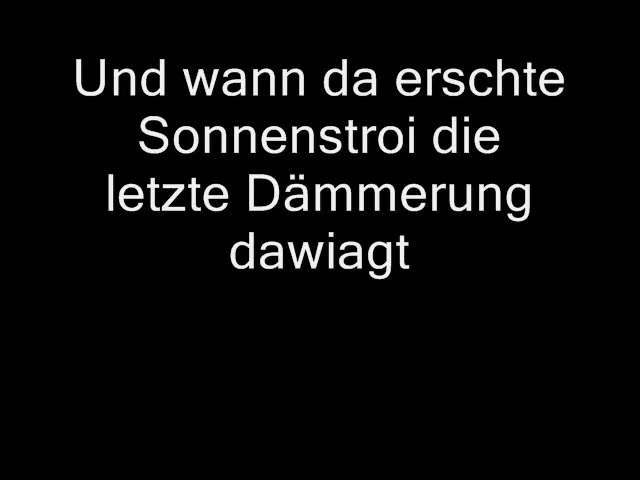 Und wann da erschte
Sonnenstroi die
letzte Dämmerung
dawiagt